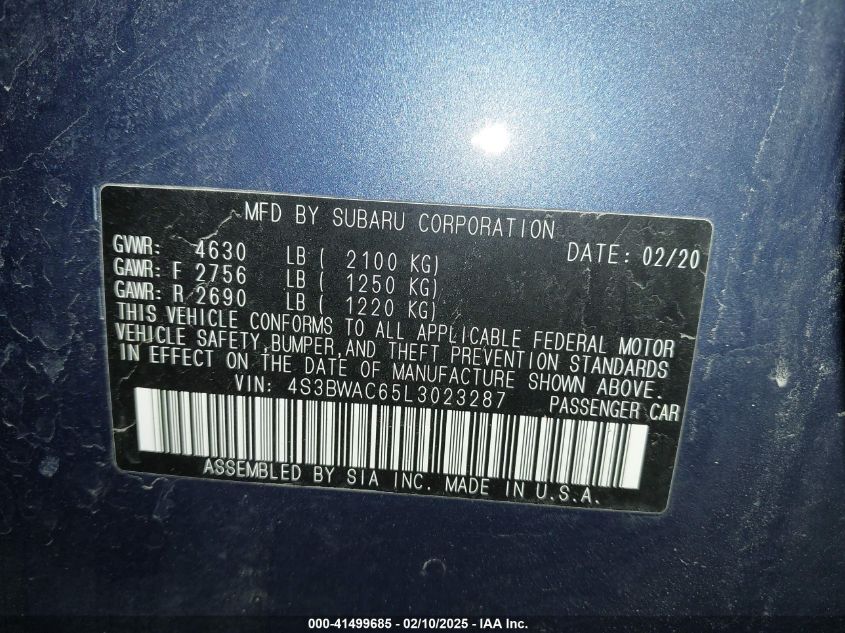 MFD BY SUBARU CORPORATION
GVWR: 4630 LB ( 2100 KG) DATE: 02/20
GAWR: F 2756 LB ( 1250 KG)
GAWR: R 2690 LB ( 1220 KG)
THIS VEHICLE CONFORMS TO ALL APPLICABLE FEDERAL MOTOR
VEHICLE SAFETY, BUMPER, AND THEFT PREVENTION STANDARDS
IN EFFECT ON THE DATE OF MANUFACTURE SHOWN ABOVE.
VIN: 4S3BWAC65L3023287 PASSENGER CAR
ASSEMBLED BY SIA INC. MADE IN U.S.A.
000-41499685 - 02/10/2025 - IAA Inc.